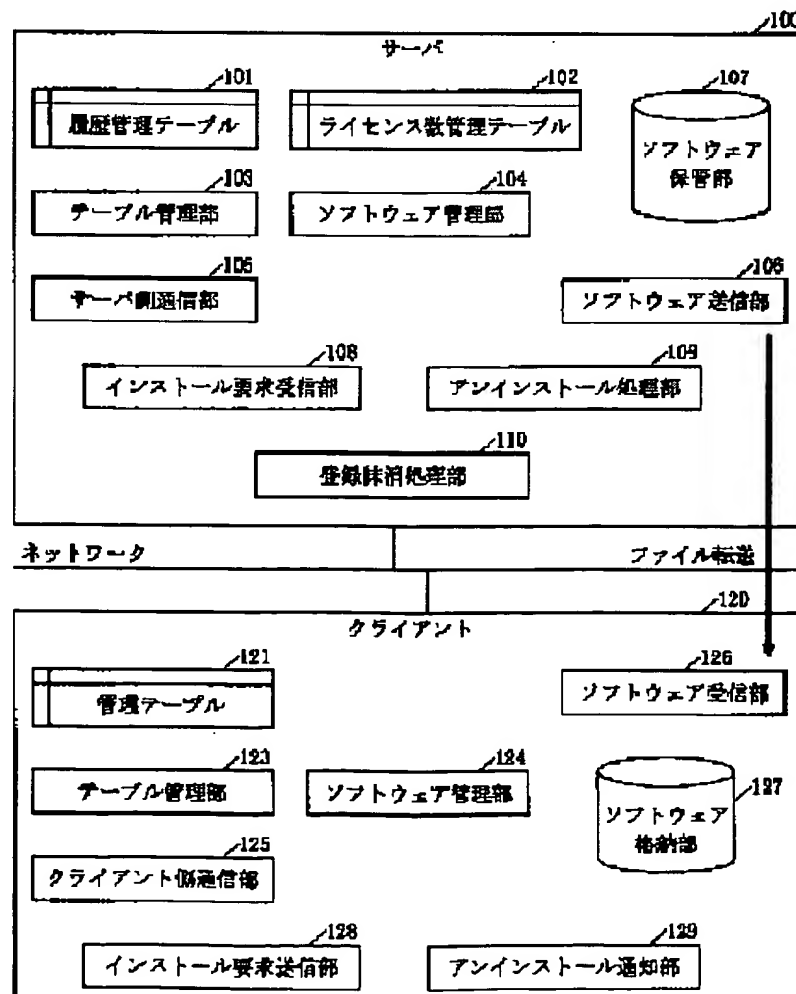 100
サーバ
101
102
107
履歴管理テーブル
ライセンス数管理テーブル
ソフトウェア
保管部
103
104
テーブル管理部
ソフトウェア管理部
105
106
サーバ側通信部
ソフトウェア送信部
108
109
インストール要求受信部
アンインストール処理部
110
登録抹消処理部
ネットワーク
ファイル転送
120
クライアント
121
126
管理テーブル
ソフトウェア受信部
123
124
127
テーブル管理部
ソフトウェア管理部
ソフトウェア
格納部
125
クライアント側通信部
128
129
インストール要求送信部
アンインストール通知部